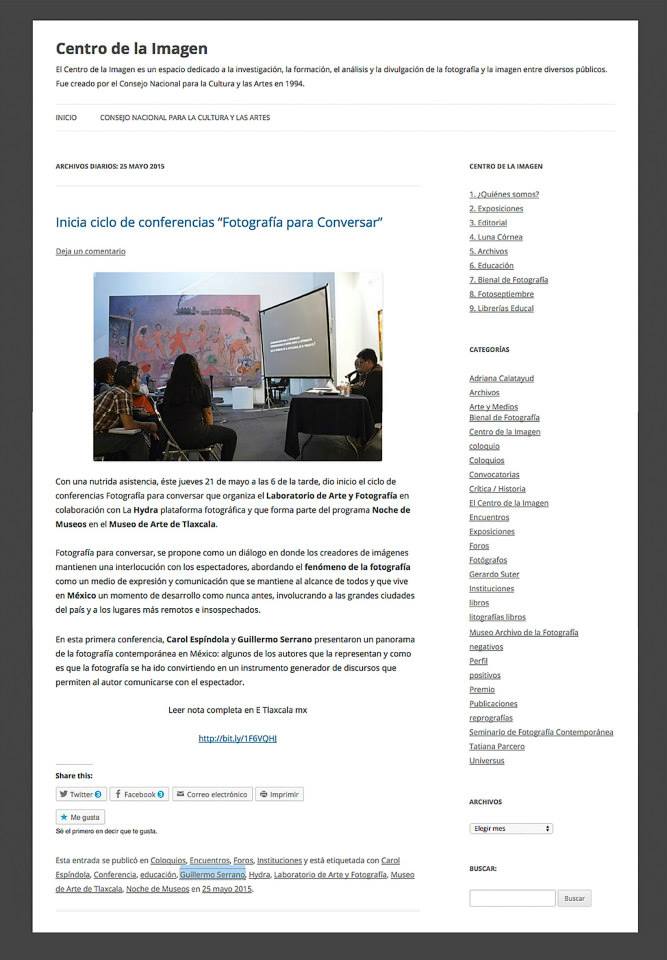 Centro de la Imagen
El Centro de la Imagen es un espacio dedicado a la investigación, la formación, el análisis y la divulgación de la fotografía y la imagen entre diversos públicos.
Fue creado por el Consejo Nacional para la Cultura y las Artes en 1994.
INICIO
CONSEJO NACIONAL PARA LA CULTURA Y LAS ARTES
ARCHIVOS DIARIOS: 25 MAYO 2015
Inicia ciclo de conferencias “Fotografía para Conversar”
Deja un comentario
Con una nutrida asistencia, éste jueves 21 de mayo a las 6 de la tarde, dio inicio el ciclo de
conferencias Fotografía para conversar que organiza el Laboratorio de Arte y Fotografía en
colaboración con La Hydra plataforma fotográfica y que forma parte del programa Noche de
Museos en el Museo de Arte de Tlaxcala.
Fotografía para conversar, se propone como un diálogo en donde los creadores de imágenes
mantienen una interlocución con los espectadores, abordando el fenómeno de la fotografía
como un medio de expresión y comunicación que se mantiene al alcance de todos y que vive
en México un momento de desarrollo como nunca antes, involucrando a las grandes ciudades
del país y a los lugares más remotos e insospechados.
En esta primera conferencia, Carol Espíndola y Guillermo Serrano presentaron un panorama
de la fotografía contemporánea en México: algunos de los autores que la representan y como
es que la fotografía se ha ido convirtiendo en un instrumento generador de discursos que
permiten al autor comunicarse con el espectador.
Leer nota completa en E Tlaxcala mx
http://bit.ly/1F6VQHJ
Share this:
Twitter 3
Facebook 3
Correo electrónico
Imprimir
Me gusta
Sé el primero en decir que te gusta.
Esta entrada se publicó en Coloquios, Encuentros, Foros, Instituciones y está etiquetada con Carol
Espíndola, Conferencia, educación, Guillermo Serrano, Hydra, Laboratorio de Arte y Fotografía, Museo
de Arte de Tlaxcala, Noche de Museos en 25 mayo 2015.
CENTRO DE LA IMAGEN
1. ¿Quiénes somos?
2. Exposiciones
3. Editorial
4. Luna Córnea
5. Archivos
6. Educación
7. Bienal de Fotografía
8. Fotoseptiembre
9. Librerías Educal
CATEGORÍAS
Adriana Calatayud
Archivos
Arte y Medios
Bienal de Fotografía
Centro de la Imagen
coloquio
Coloquios
Convocatorias
Crítica / Historia
El Centro de la Imagen
Encuentros
Exposiciones
Foros
Fotógrafos
Gerardo Suter
Instituciones
libros
litografías libros
Museo Archivo de la Fotografía
negativos
Perfil
positivos
Premio
Publicaciones
reprografías
Seminario de Fotografía Contemporánea
Tatiana Parcero
Universus
ARCHIVOS
Elegir mes
BUSCAR:
Buscar